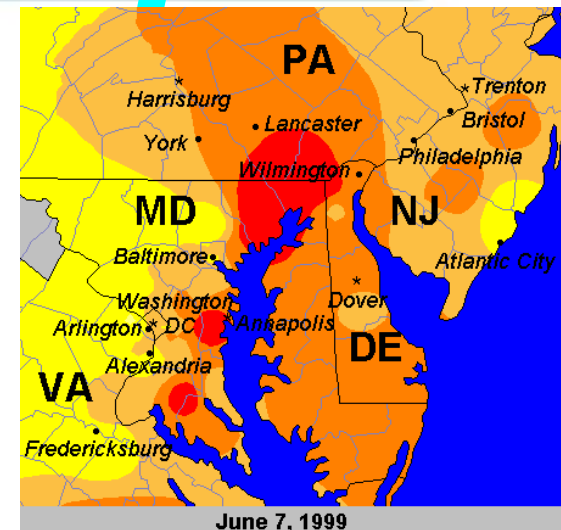 PA
Trenton
Harrisburg
Bristol
Lancaster
York
Philadelphia
Wilmington
MD
NJ
Baltimore
Atlantic City
Washington
Dover
Arlington
DC
Annapolis
DE
Alexandria
VA
Fredericksburg
June 7, 1999